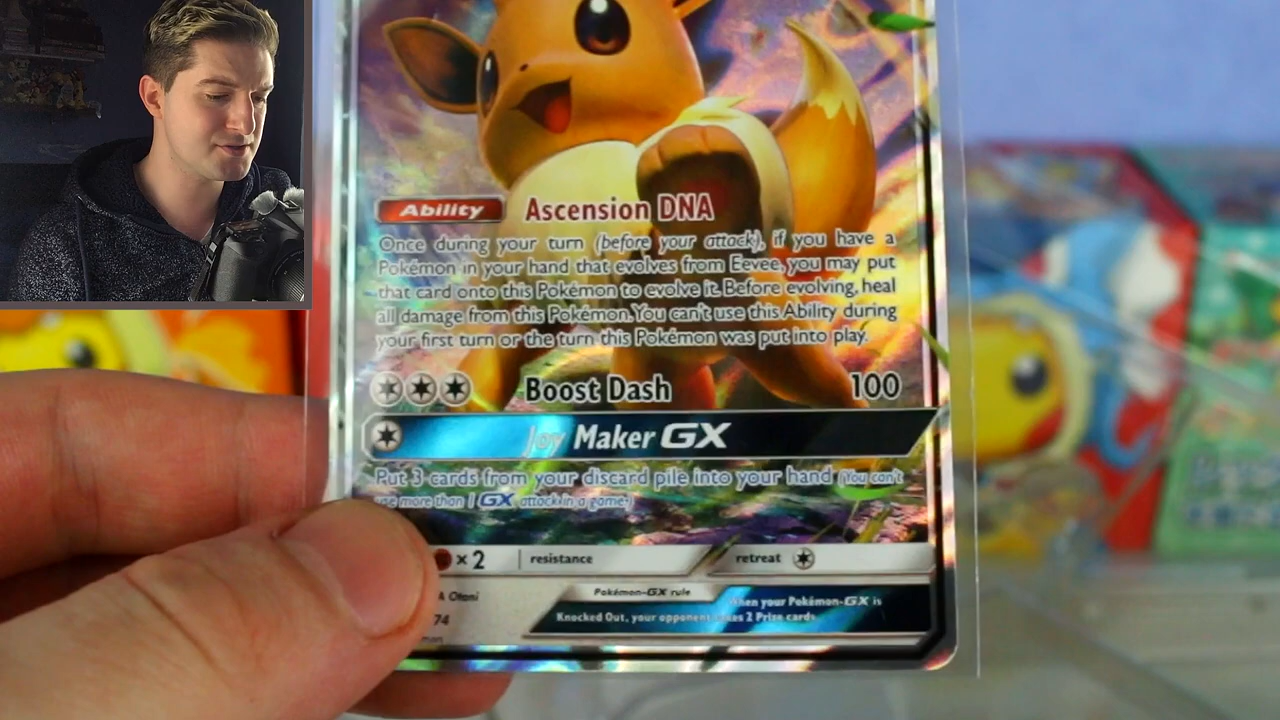 Ability Ascension DNA
Once during your turn (before your attack), if you have a
Pokémon in your hand that evolves from Eevee, you may put
that card onto this Pokémon to evolve it. Before evolving, heal
all damage from this Pokémon. You can't use this Ability during
your first turn or the turn this Pokémon was put into play.
Boost Dash 100
Joy Maker GX
Put 3 cards from your discard pile into your hand. (You can't
use more than 1 GX attack in a game.)
×2 resistance retreat
A Otani
Pokémon-GX rule
When your Pokémon-GX is
Knocked Out, your opponent takes 2 Prize cards.
74